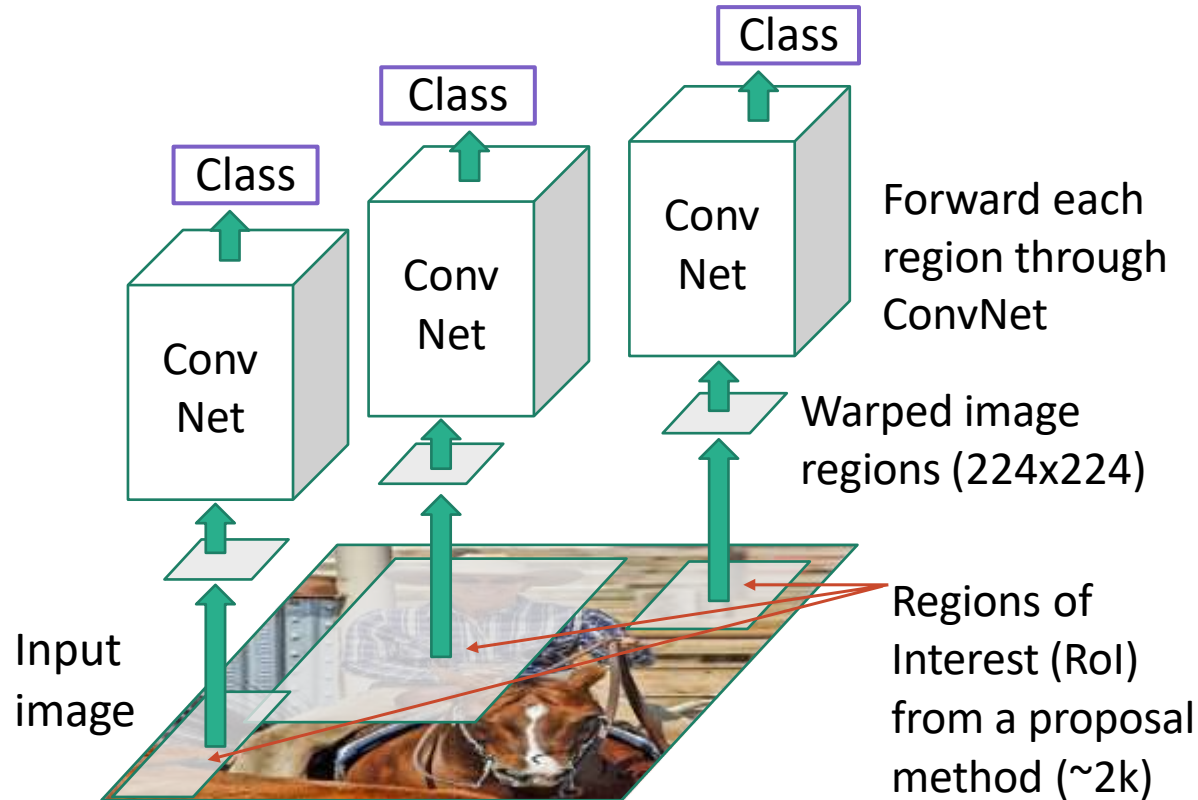 Class
Class
Class
Conv
Net
Conv
Net
Conv
Net
Forward each
region through
ConvNet
Warped image
regions (224x224)
Input
image
Regions of
Interest (RoI)
from a proposal
method (~2k)